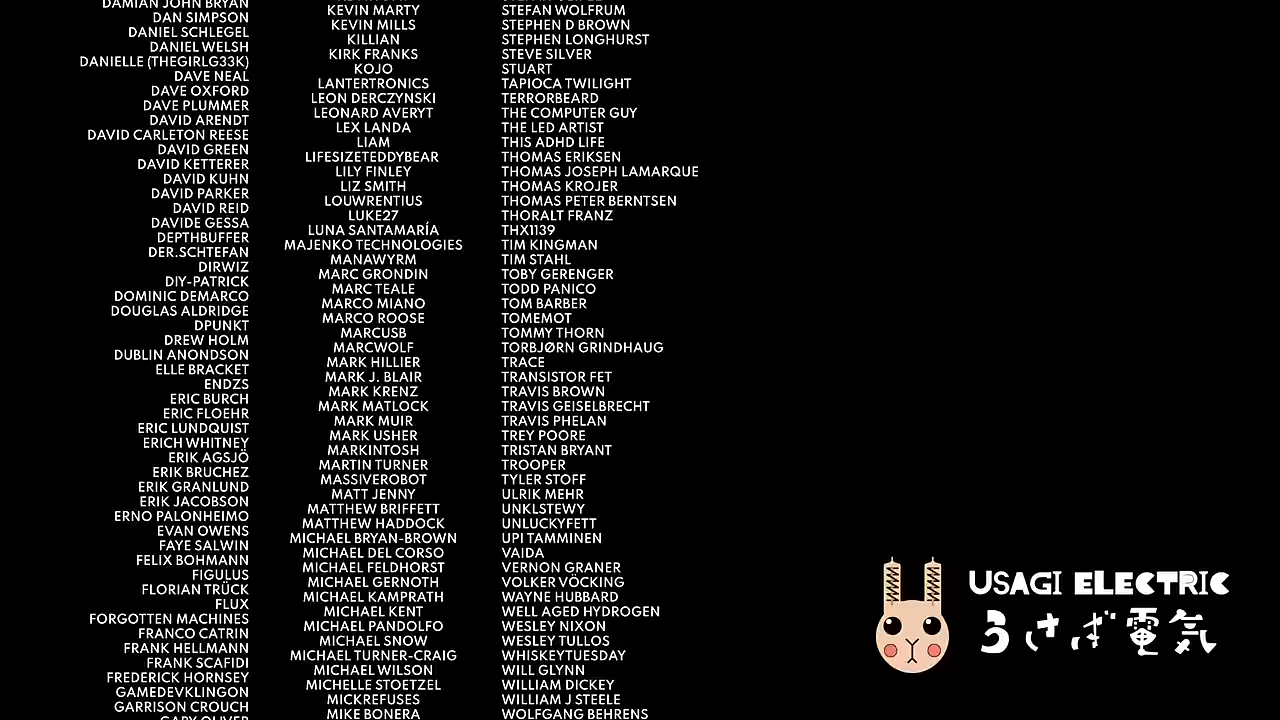 DAMIAN JOHN BRYAN
DAN SIMPSON
DANIEL SCHLEGEL
DANIEL WELSH
DANIELLE (THEGIRLG33K)
DAVE NEAL
DAVE OXFORD
DAVE PLUMMER
DAVID ARENDT
DAVID CARLETON REESE
DAVID GREEN
DAVID KETTERER
DAVID KUHN
DAVID PARKER
DAVID REID
DAVIDE GESSA
DEPTHBUFFER
DER.SCHTEFAN
DIRWIZ
DIY-PATRICK
DOMINIC DEMARCO
DOUGLAS ALDRIDGE
DPUNKT
DREW HOLM
DUBLIN ANONDSON
ELLE BRACKET
ENDZS
ERIC BURCH
ERIC FLOEHR
ERIC LUNDQUIST
ERICH WHITNEY
ERIK AGSJÖ
ERIK BRUCHEZ
ERIK GRANLUND
ERIK JACOBSON
ERNO PALONHEIMO
EVAN OWENS
FAYE SALWIN
FELIX BOHMANN
FIGULUS
FLORIAN TRÜCK
FLUX
FORGOTTEN MACHINES
FRANCO CATRIN
FRANK HELLMANN
FRANK SCAFIDI
FREDERICK HORNSEY
GAMEDEVKLINGON
GARRISON CROUCH
GARY OLIVER
KEVIN MARTY
KEVIN MILLS
KILLIAN
KIRK FRANKS
KOJO
LANTERTRONICS
LEON DERCZYNSKI
LEONARD AVERYT
LEX LANDA
LIAM
LIFESIZETEDDYBEAR
LILY FINLEY
LIZ SMITH
LOUWRENTIUS
LUKE27
LUNA SANTAMARÍA
MAJENKO TECHNOLOGIES
MANAWYRM
MARC GRONDIN
MARC TEALE
MARCO MIANO
MARCO ROOSE
MARCUSB
MARCWOLF
MARK HILLIER
MARK J. BLAIR
MARK KRENZ
MARK MATLOCK
MARK MUIR
MARK USHER
MARKINTOSH
MARTIN TURNER
MASSIVEROBOT
MATT JENNY
MATTHEW BRIFFETT
MATTHEW HADDOCK
MICHAEL BRYAN-BROWN
MICHAEL DEL CORSO
MICHAEL FELDHORST
MICHAEL GERNOTH
MICHAEL KAMPRATH
MICHAEL KENT
MICHAEL PANDOLFO
MICHAEL SNOW
MICHAEL TURNER-CRAIG
MICHAEL WILSON
MICHELLE STOETZEL
MICKREFUSES
MIKE BONERA
STEFAN WOLFRUM
STEPHEN D BROWN
STEPHEN LONGHURST
STEVE SILVER
STUART
TAPIOCA TWILIGHT
TERRORBEARD
THE COMPUTER GUY
THE LED ARTIST
THIS ADHD LIFE
THOMAS ERIKSEN
THOMAS JOSEPH LAMARQUE
THOMAS KROJER
THOMAS PETER BERNTSEN
THORALT FRANZ
THX1139
TIM KINGMAN
TIM STAHL
TOBY GERENGER
TODD PANICO
TOM BARBER
TOMEMOT
TOMMY THORN
TORBJØRN GRINDHAUG
TRACE
TRANSISTOR FET
TRAVIS BROWN
TRAVIS GEISELBRECHT
TRAVIS PHELAN
TREY POORE
TRISTAN BRYANT
TROOPER
TYLER STOFF
ULRIK MEHR
UNKLSTEWY
UNLUCKYFETT
UPI TAMMINEN
VAIDA
VERNON GRANER
VOLKER VÖCKING
WAYNE HUBBARD
WELL AGED HYDROGEN
WESLEY NIXON
WESLEY TULLOS
WHISKEYTUESDAY
WILL GLYNN
WILLIAM DICKEY
WILLIAM J STEELE
WOLFGANG BEHRENS
USAGI ELECTRIC
うさぎ電気